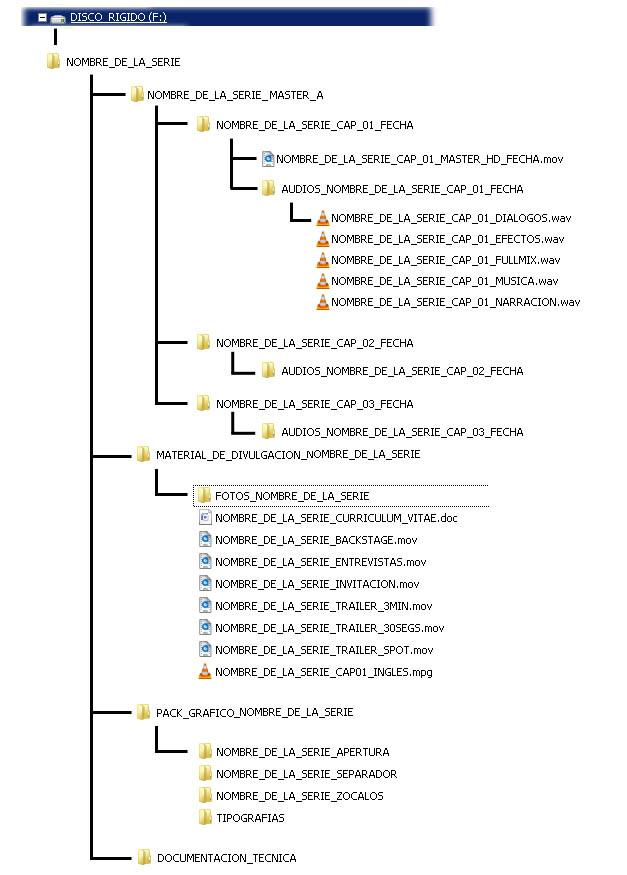 DISCO_RIGIDO (F:)
NOMBRE_DE_LA_SERIE
NOMBRE_DE_LA_SERIE_MASTER_A
NOMBRE_DE_LA_SERIE_CAP_01_FECHA
NOMBRE_DE_LA_SERIE_CAP_01_MASTER_HD_FECHA.mov
AUDIOS_NOMBRE_DE_LA_SERIE_CAP_01_FECHA
NOMBRE_DE_LA_SERIE_CAP_01_DIALOGOS.wav
NOMBRE_DE_LA_SERIE_CAP_01_EFECTOS.wav
NOMBRE_DE_LA_SERIE_CAP_01_FULLMIX.wav
NOMBRE_DE_LA_SERIE_CAP_01_MUSICA.wav
NOMBRE_DE_LA_SERIE_CAP_01_NARRACION.wav
NOMBRE_DE_LA_SERIE_CAP_02_FECHA
AUDIOS_NOMBRE_DE_LA_SERIE_CAP_02_FECHA
NOMBRE_DE_LA_SERIE_CAP_03_FECHA
AUDIOS_NOMBRE_DE_LA_SERIE_CAP_03_FECHA
MATERIAL_DE_DIVULGACION_NOMBRE_DE_LA_SERIE
FOTOS_NOMBRE_DE_LA_SERIE
NOMBRE_DE_LA_SERIE_CURRICULUM_VITAE.doc
NOMBRE_DE_LA_SERIE_BACKSTAGE.mov
NOMBRE_DE_LA_SERIE_ENTREVISTAS.mov
NOMBRE_DE_LA_SERIE_INVITACION.mov
NOMBRE_DE_LA_SERIE_TRAILER_3MIN.mov
NOMBRE_DE_LA_SERIE_TRAILER_30SEGS.mov
NOMBRE_DE_LA_SERIE_TRAILER_SPOT.mov
NOMBRE_DE_LA_SERIE_CAP01_INGLES.mpg
PACK_GRAFICO_NOMBRE_DE_LA_SERIE
NOMBRE_DE_LA_SERIE_APERTURA
NOMBRE_DE_LA_SERIE_SEPARADOR
NOMBRE_DE_LA_SERIE_ZOCALOS
TIPOGRAFIAS
DOCUMENTACION_TECNICA